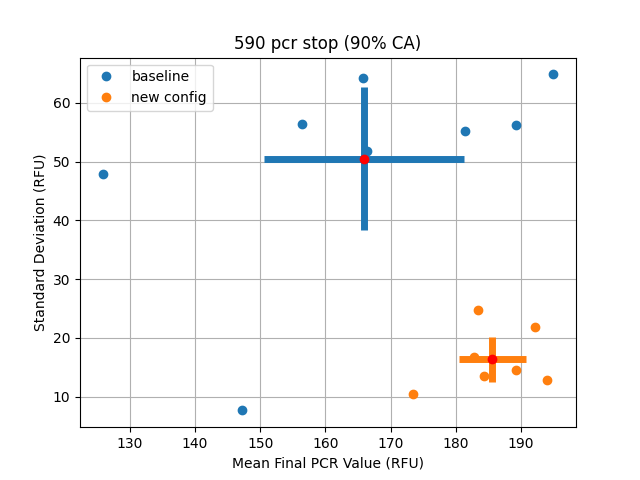 590 pcr stop (90% CA)
baseline
new config
60
50
40
30
20
10
Standard Deviation (RFU)
130 140 150 160 170 180 190
Mean Final PCR Value (RFU)